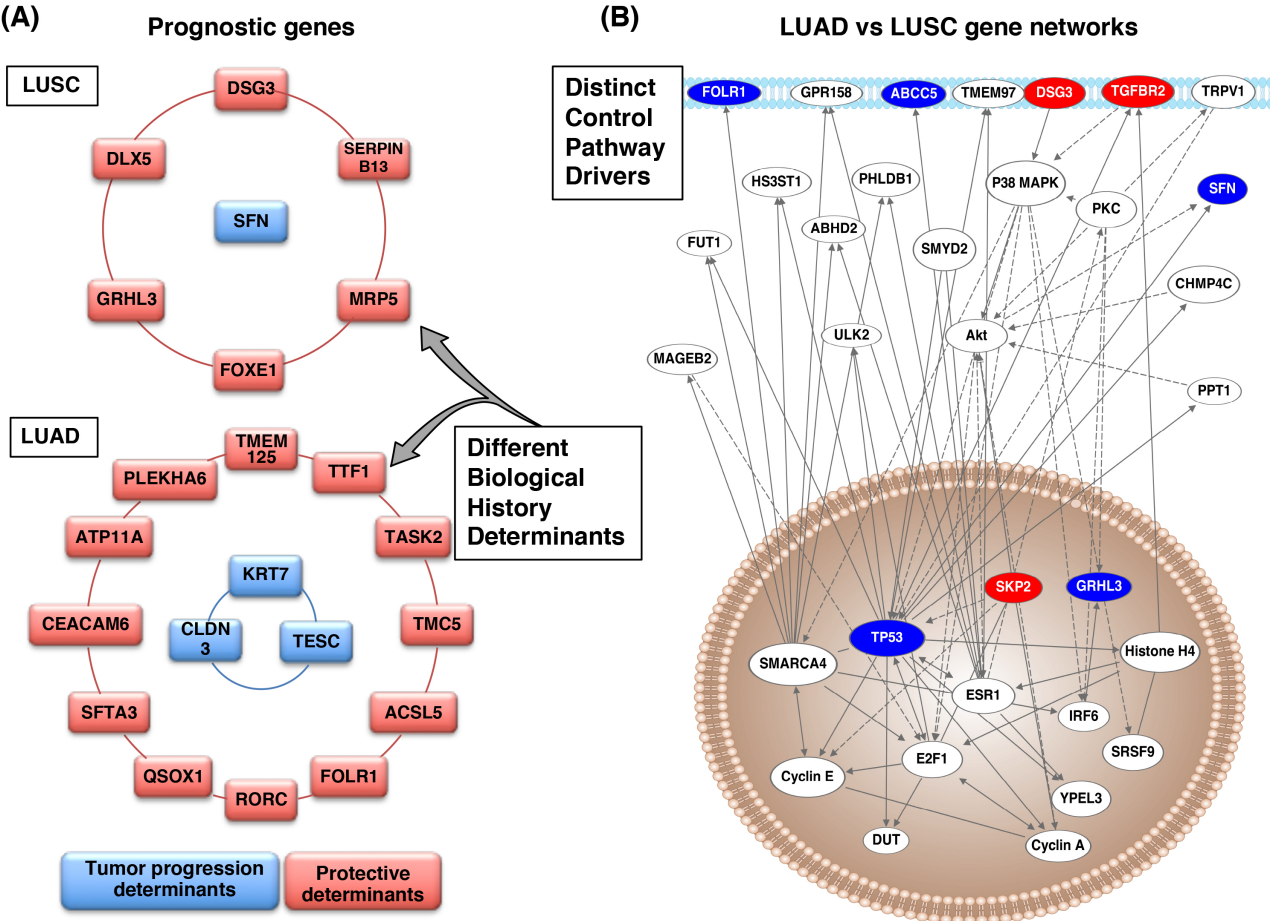 (A)
Prognostic genes
LUSC
DSG3
DLX5
SERPIN
B13
SFN
GRHL3
MRP5
FOXE1
LUAD
TMEM
125
TTF1
PLEKHA6
ATP11A
TASK2
KRT7
CEACAM6
CLDN
3
TESC
TMC5
SFTA3
ACSL5
QSOX1
FOLR1
RORC
Different
Biological
History
Determinants
Tumor progression
determinants
Protective
determinants
(B)
LUAD vs LUSC gene networks
Distinct
Control
Pathway
Drivers
FOLR1
GPR158
ABCC5
TMEM97
DSG3
TGFBR2
TRPV1
HS3ST1
PHLDB1
P38 MAPK
SFN
PKC
FUT1
ABHD2
SMYD2
CHMP4C
ULK2
Akt
MAGEB2
PPT1
SKP2
GRHL3
TP53
SMARCA4
Histone H4
ESR1
IRF6
SRSF9
E2F1
Cyclin E
YPEL3
DUT
Cyclin A